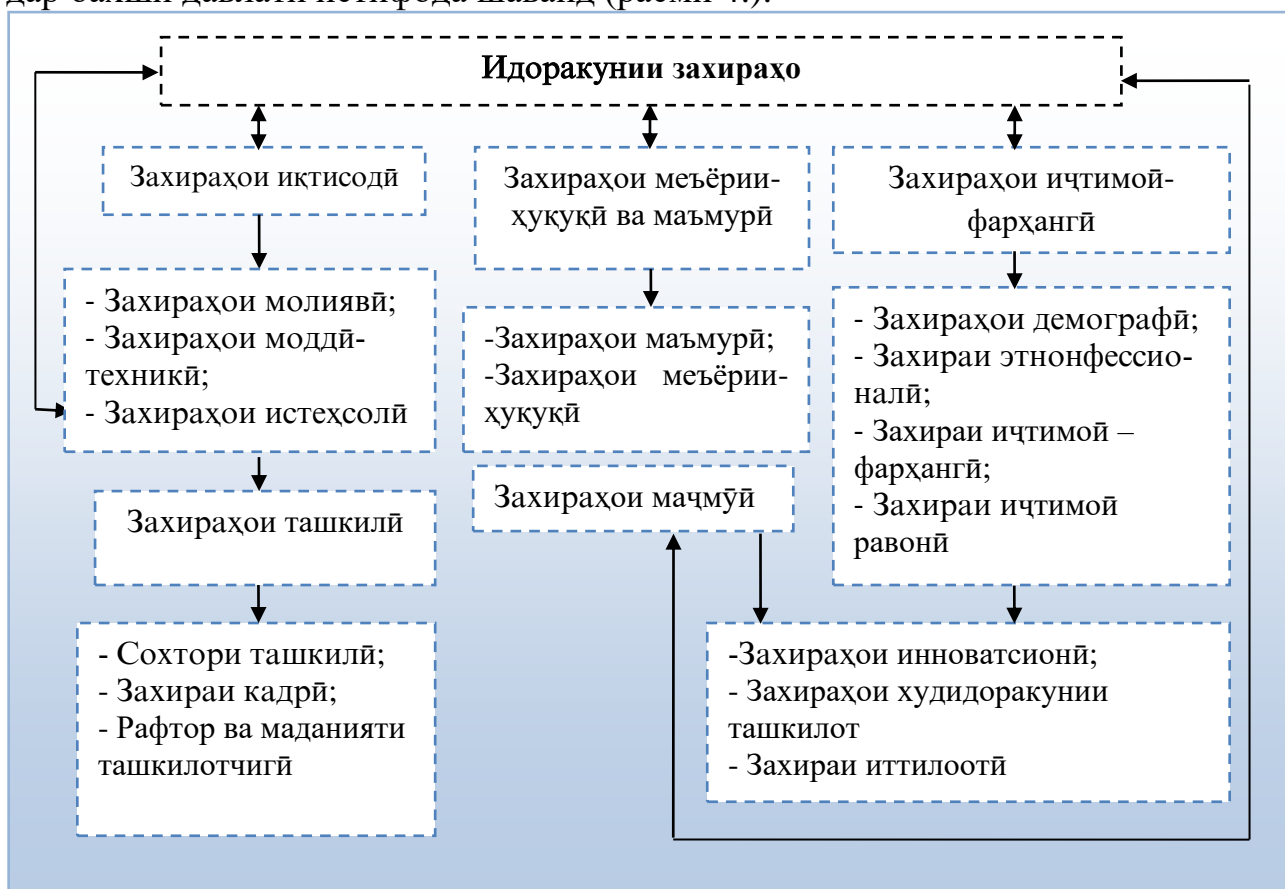 дар бахши давлатӣ истифода шаванд (расми 4.).
Идоракунии захираҳо
Захираҳои иқтисодӣ
Захираҳои меъёрии-
ҳуқуқӣ ва маъмурӣ
Захираҳои иҷтимоӣ-
фарҳангӣ
- Захираҳои молиявӣ;
- Захираҳои моддӣ-
техникӣ;
- Захираҳои истеҳсолӣ
-Захираҳои маъмурӣ;
-Захираҳои меъёрии-
ҳуқуқӣ
- Захираҳои демографӣ;
- Захираи этнонфессио-
налӣ;
- Захираи иҷтимоӣ –
фарҳангӣ;
- Захираи иҷтимоӣ
равонӣ
Захираҳои ташкилӣ
Захираҳои маҷмӯӣ
- Сохтори ташкилӣ;
- Захираи кадрӣ;
- Рафтор ва маданияти
ташкилотчигӣ
-Захираҳои инноватсионӣ;
- Захираҳои худидоракунии
ташкилот
- Захираи иттилоотӣ